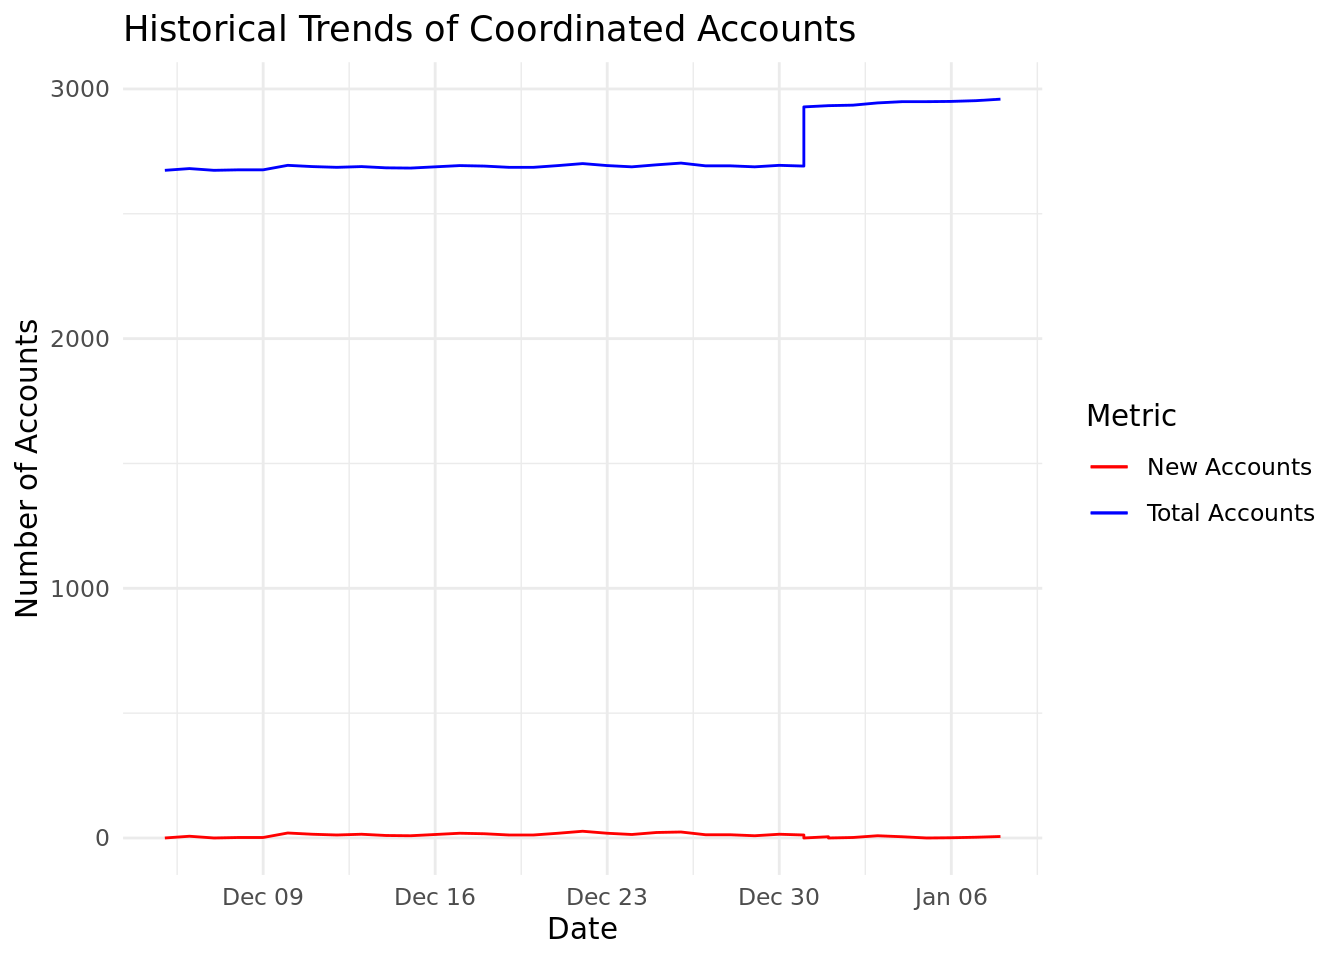 Historical Trends of Coordinated Accounts
3000
2000
1000
0
Number of Accounts
Dec 09
Dec 16
Dec 23
Dec 30
Jan 06
Date
Metric
New Accounts
Total Accounts